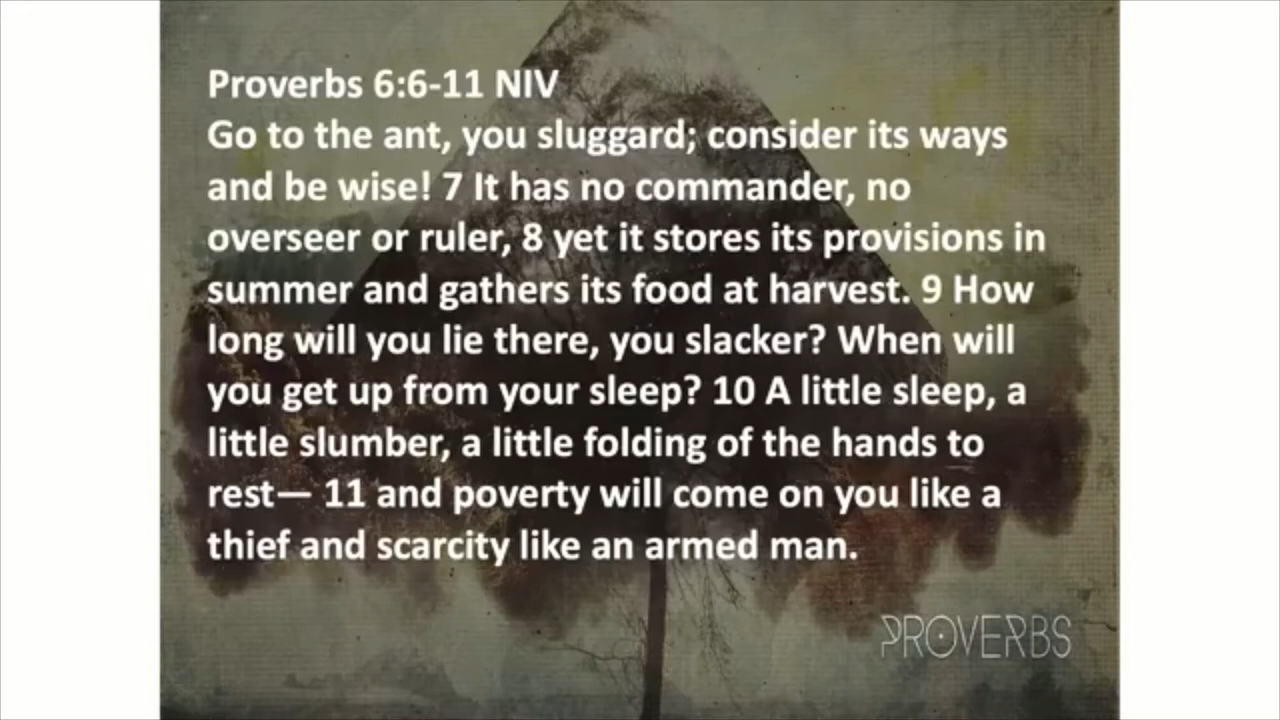 Proverbs 6:6-11 NIV
Go to the ant, you sluggard; consider its ways
and be wise! 7 It has no commander, no
overseer or ruler, 8 yet it stores its provisions in
summer and gathers its food at harvest. 9 How
long will you lie there, you slacker? When will
you get up from your sleep? 10 A little sleep, a
little slumber, a little folding of the hands to
rest— 11 and poverty will come on you like a
thief and scarcity like an armed man.
PROVERBS